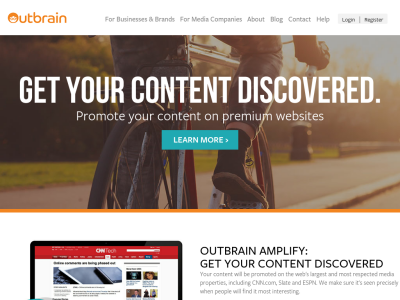 Outbrain
For Businesses & Brands For Media Companies About Blog Contact Help Login | Register
GET YOUR CONTENT DISCOVERED.
Promote your content on premium websites
LEARN MORE >
CNN Tech
Online comments are being phased out
OUTBRAIN AMPLIFY:
GET YOUR CONTENT DISCOVERED
Your content will be promoted on the web's largest and most respected media
properties, including CNN.com, Slate and ESPN. We make sure it's seen precisely
when people will find it most interesting.